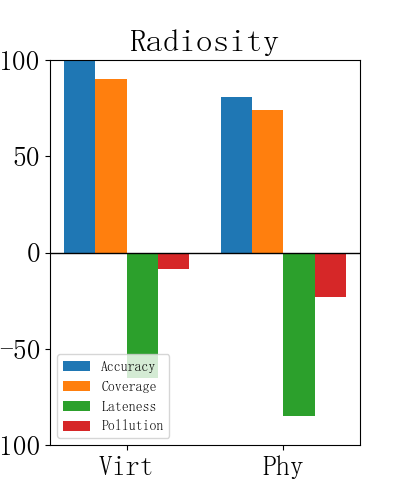 Radiosity
100
50
0
−50
100
Accuracy
Coverage
Lateness
Pollution
Virt Phy